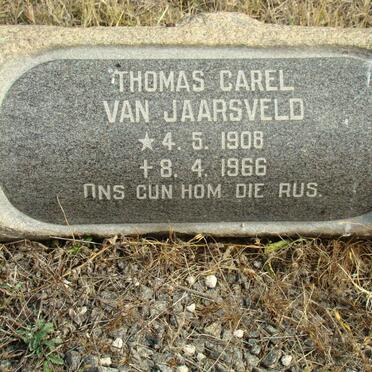 THOMAS CAREL
VAN JAARSVELD
★ 4. 5. 1908
✝ 8. 4. 1966
ONS GUN HOM DIE RUS.